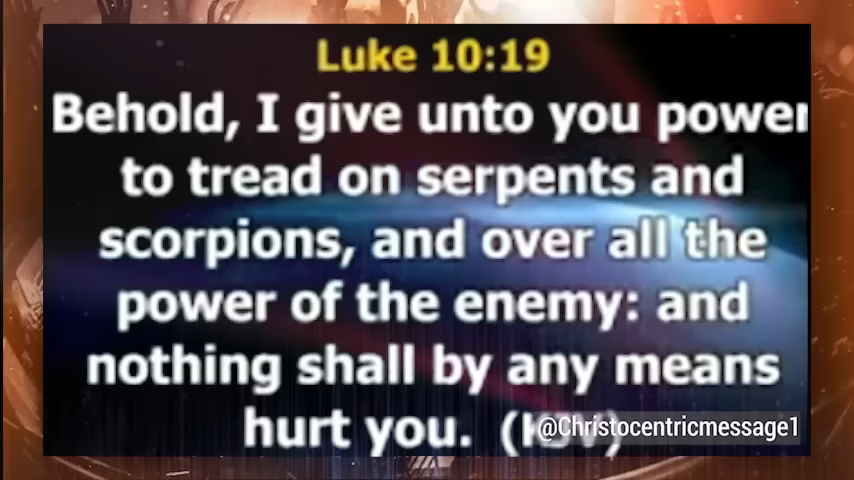 Luke 10:19
Behold, I give unto you power
to tread on serpents and
scorpions, and over all the
power of the enemy: and
nothing shall by any means
hurt you.
@Christocentricmessage1